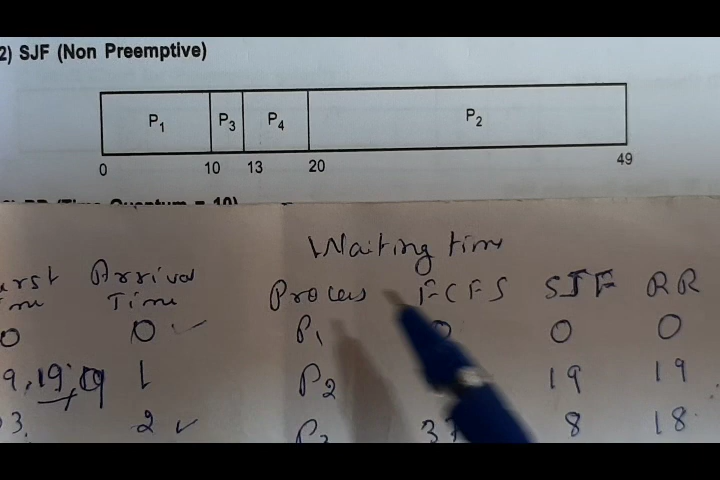 2) SJF (Non Preemptive)
P1 P3 P4 P2
0 10 13 20 49
Waiting time
Arrival
Time
Process FCFS SJF RR
0 P1 0 0 0
19, 1 P2 19 19
3. 2 8 18